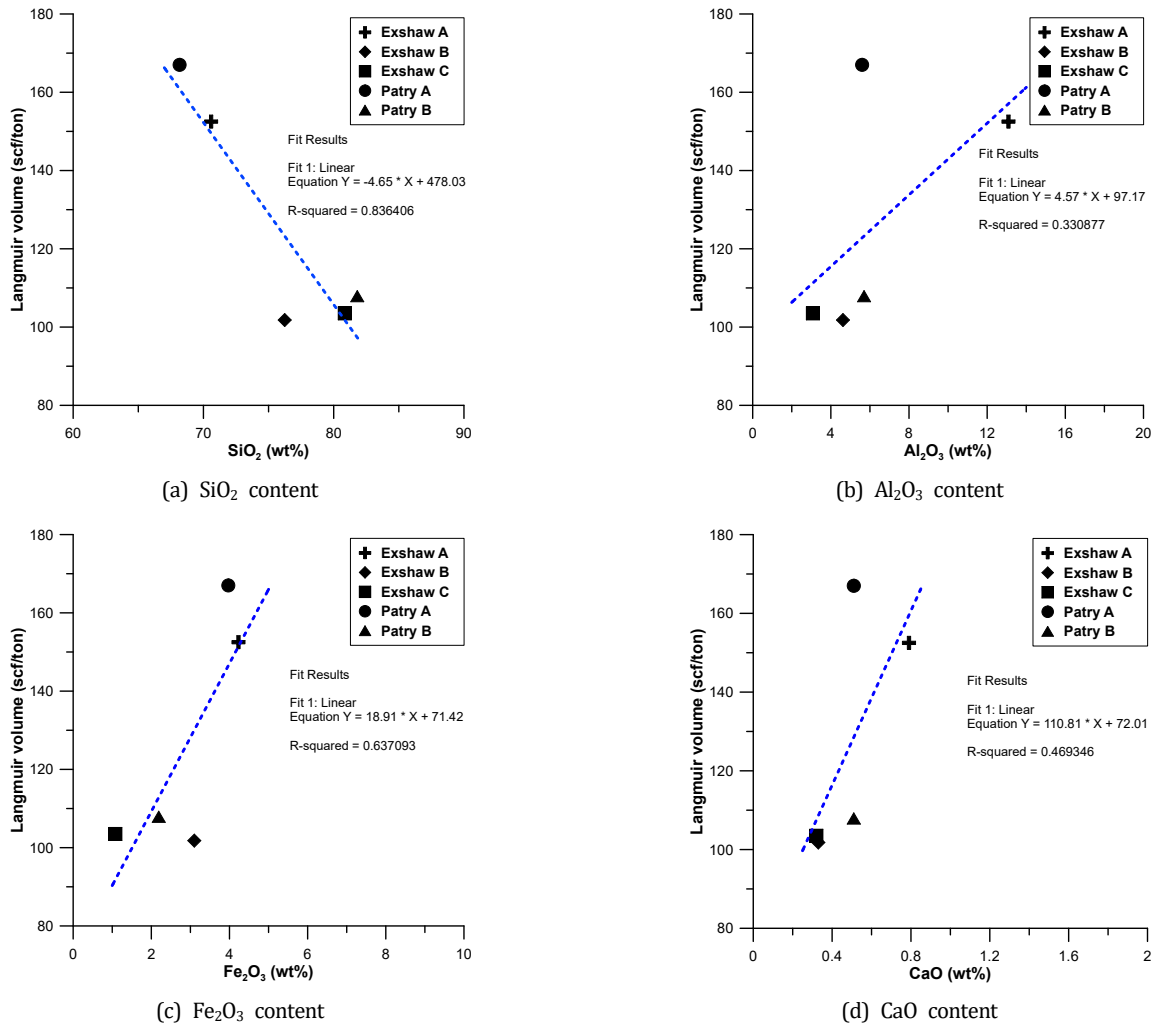 180
160
140
120
100
80
Langmuir volume (scf/ton)
60
70
80
90
SiO₂ (wt%)
Exshaw A
Exshaw B
Exshaw C
Patry A
Patry B
Fit Results
Fit 1: Linear
Equation Y = -4.65 * X + 478.03
R-squared = 0.836406
(a) SiO₂ content
180
160
140
120
100
80
Langmuir volume (scf/ton)
0
4
8
12
16
20
Al₂O₃ (wt%)
Exshaw A
Exshaw B
Exshaw C
Patry A
Patry B
Fit Results
Fit 1: Linear
Equation Y = 4.57 * X + 97.17
R-squared = 0.330877
(b) Al₂O₃ content
180
160
140
120
100
80
Langmuir volume (scf/ton)
0
2
4
6
8
10
Fe₂O₃ (wt%)
Exshaw A
Exshaw B
Exshaw C
Patry A
Patry B
Fit Results
Fit 1: Linear
Equation Y = 18.91 * X + 71.42
R-squared = 0.637093
(c) Fe₂O₃ content
180
160
140
120
100
80
Langmuir volume (scf/ton)
0
0.4
0.8
1.2
1.6
2
CaO (wt%)
Exshaw A
Exshaw B
Exshaw C
Patry A
Patry B
Fit Results
Fit 1: Linear
Equation Y = 110.81 * X + 72.01
R-squared = 0.469346
(d) CaO content